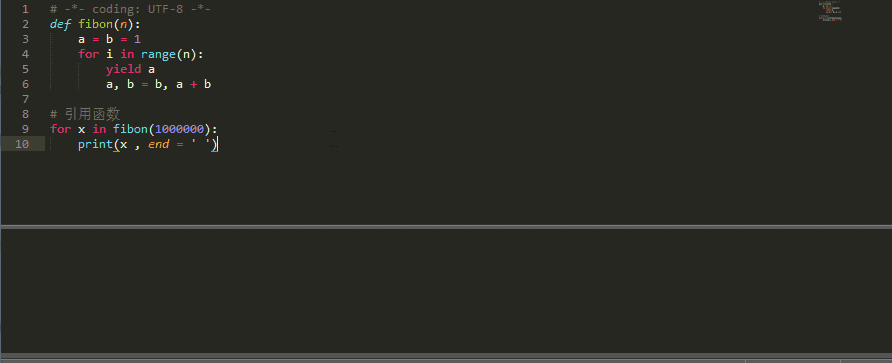 1 # -*- coding: UTF-8 -*-
2 def fibon(n):
3     a = b = 1
4     for i in range(n):
5         yield a
6         a, b = b, a + b
7
8 # 引用函数
9 for x in fibon(1000000):
10     print(x , end = ' ')